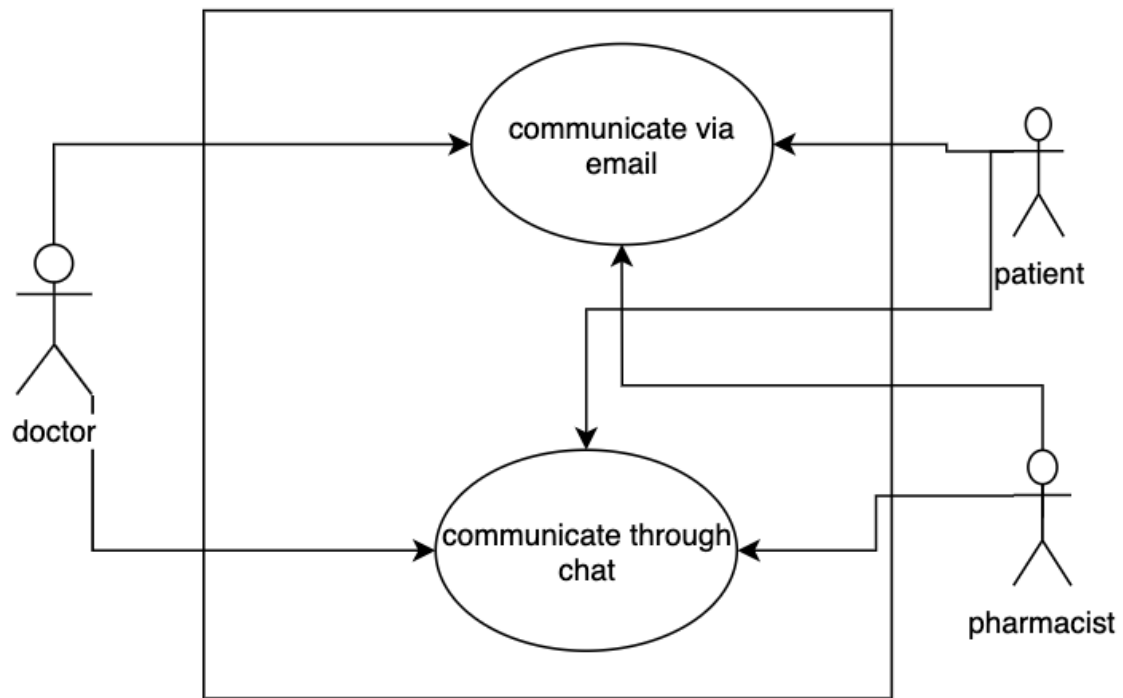 communicate via
email
patient
doctor
communicate through
chat
pharmacist